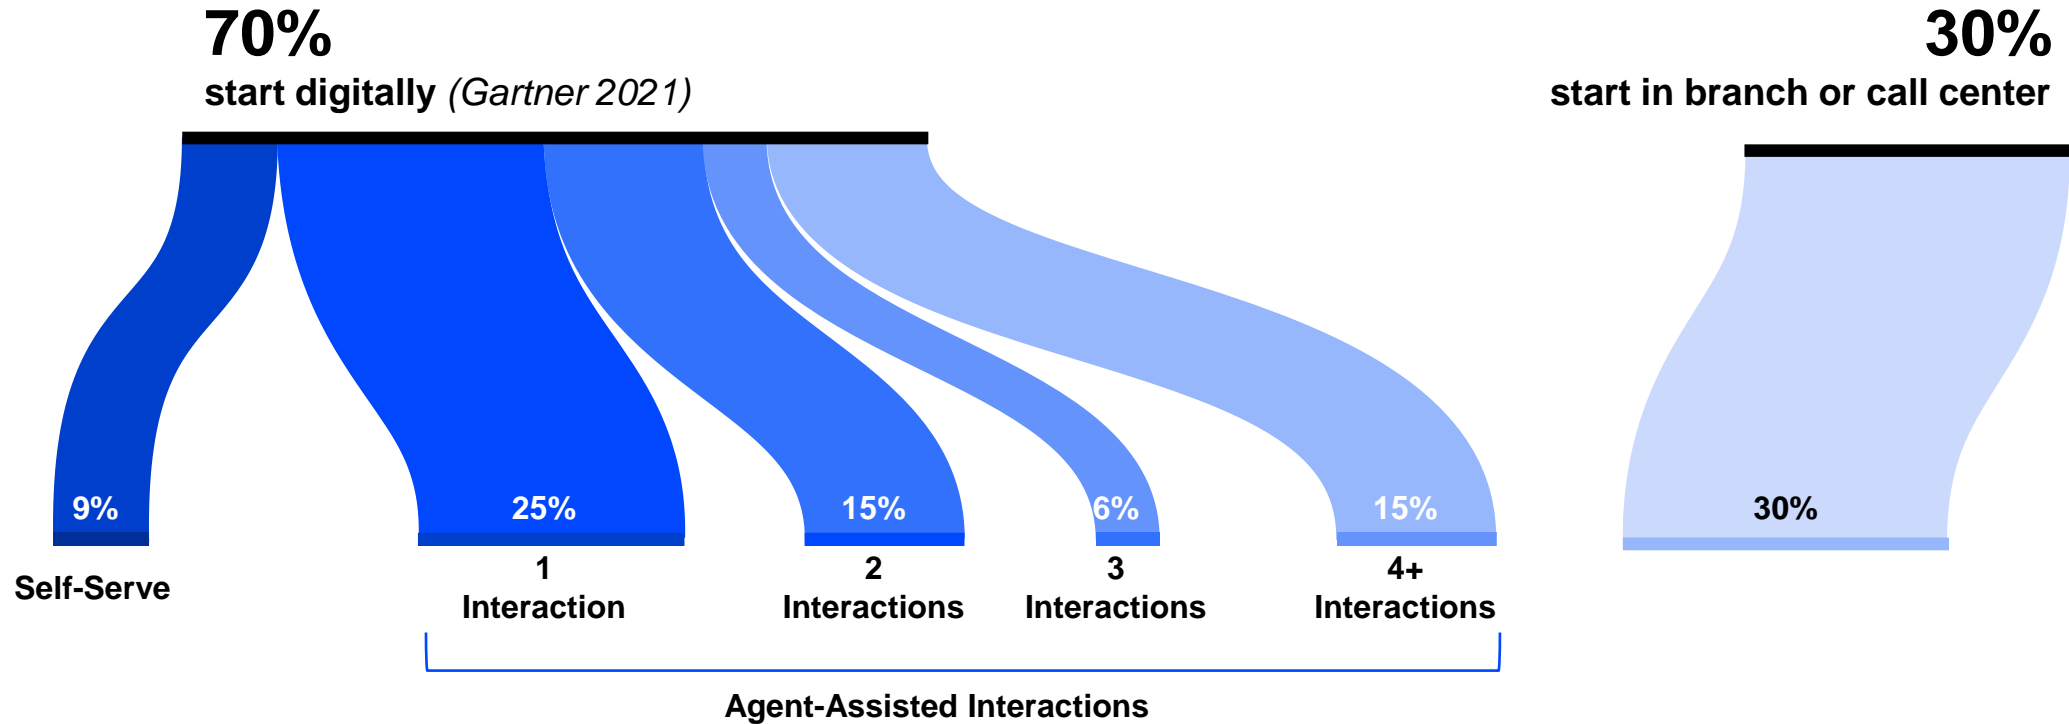 70%
start digitally (Gartner 2021)
30%
start in branch or call center
9%
25%
15%
6%
15%
30%
Self-Serve
1
Interaction
2
Interactions
3
Interactions
4+
Interactions
Agent-Assisted Interactions